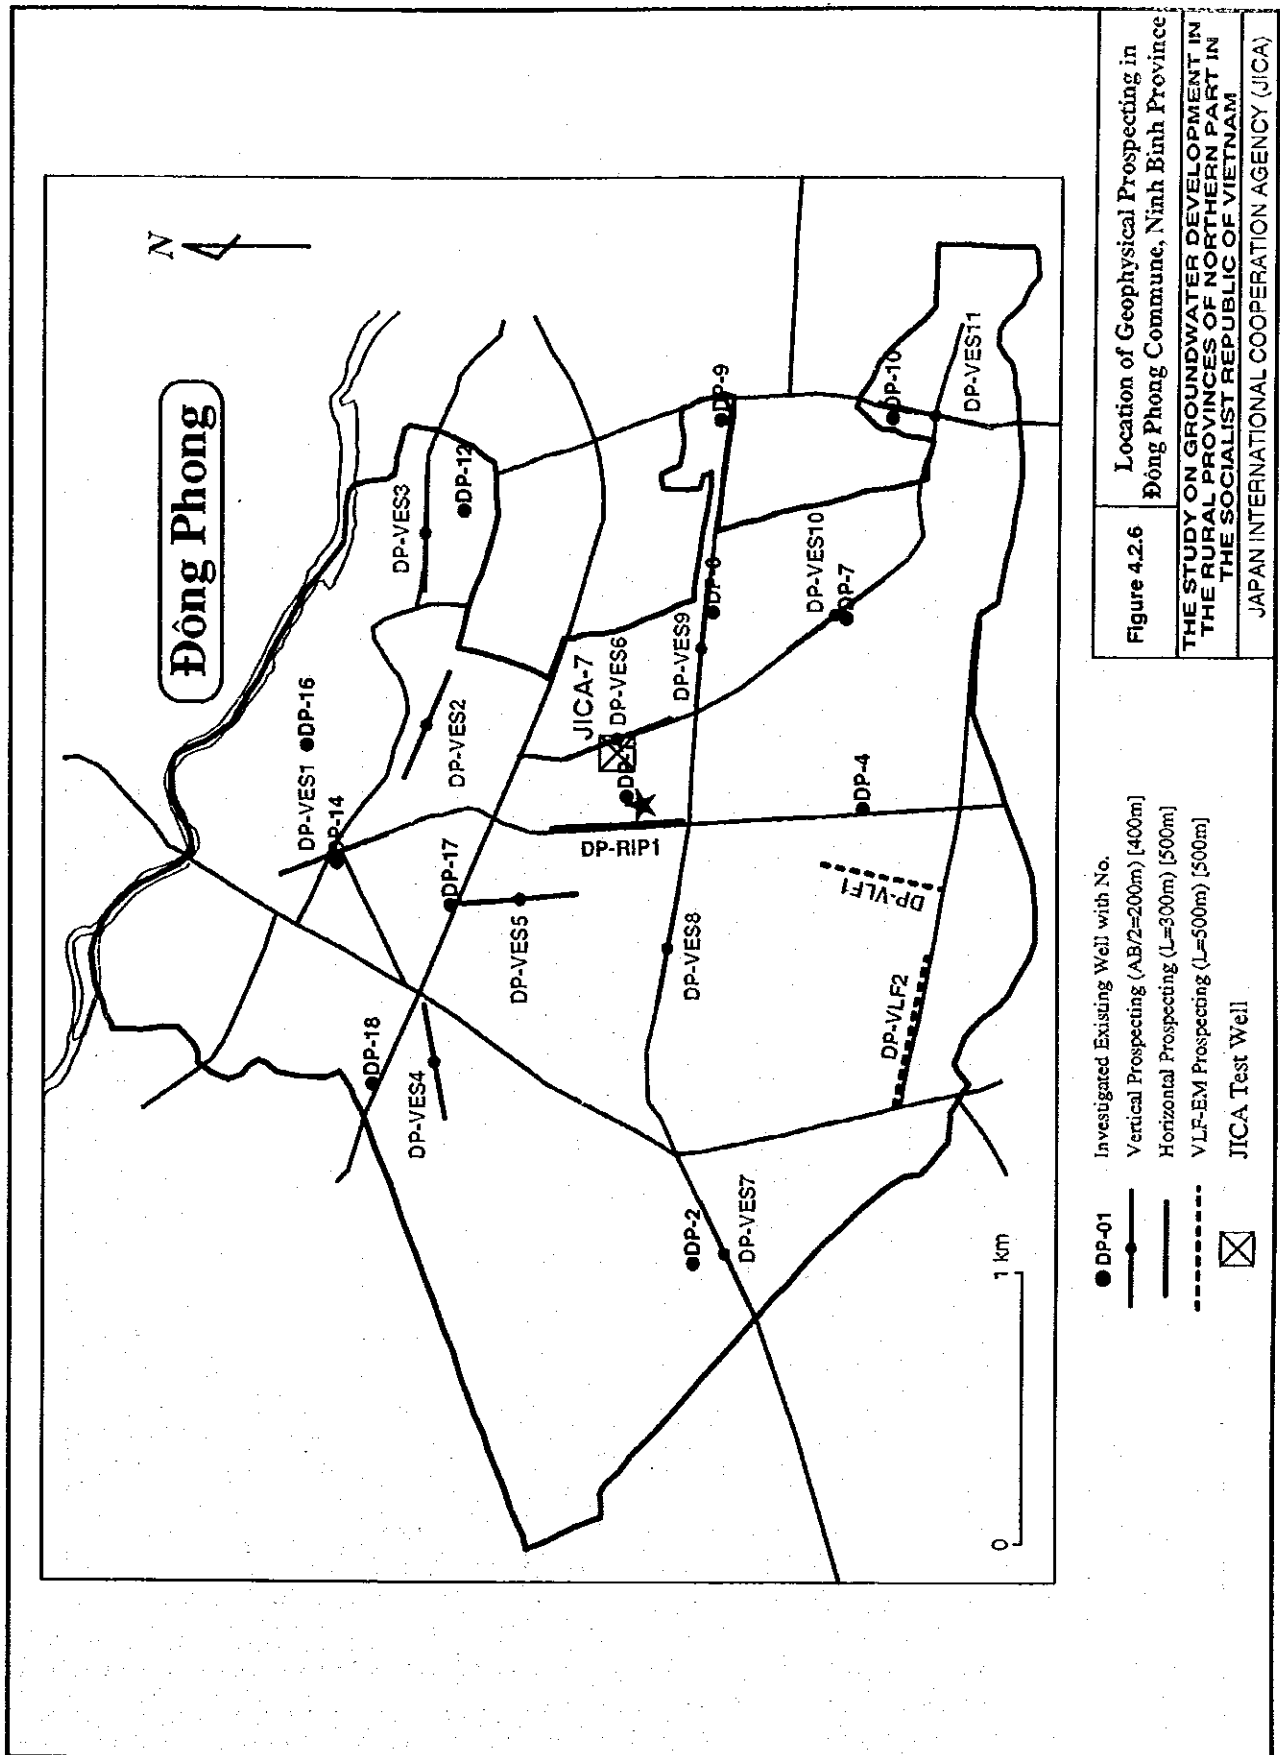 N
Đông Phong
DP-16
DP-VES1
DP-14
DP-18
DP-VES3
DP-VES4
DP-17
DP-VES2
DP-12
DP-VES5
JICA-7
DP-VES6
DP-RIP1
DP-VES9
DP-VES8
DP-2
DP-9
DP-VES7
DP-VES10
DP-7
DP-4
DP-VLF1
DP-VLF2
DP-10
DP-VES11
0 1 km
DP-01 Investigated Existing Well with No.
Vertical Prospecting (AB/2=200m) [400m]
Horizontal Prospecting (L=300m) [500m]
VLF-EM Prospecting (L=500m) [500m]
JICA Test Well
Figure 4.2.6
Location of Geophysical Prospecting in
Đông Phong Commune, Ninh Binh Province
THE STUDY ON GROUNDWATER DEVELOPMENT IN
THE RURAL PROVINCES OF NORTHERN PART IN
THE SOCIALIST REPUBLIC OF VIETNAM
JAPAN INTERNATIONAL COOPERATION AGENCY (JICA)